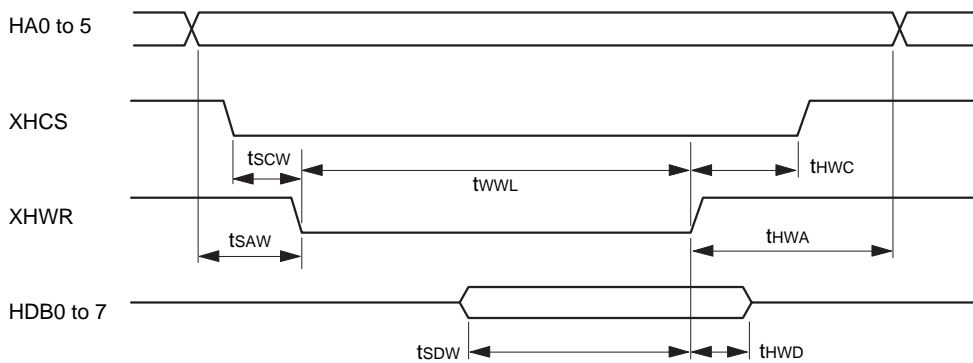 HA0 to 5
XHCS
tSCW
tWWL
tHWC
XHWR
tSAW
tHWA
HDB0 to 7
tSDW
tHWD